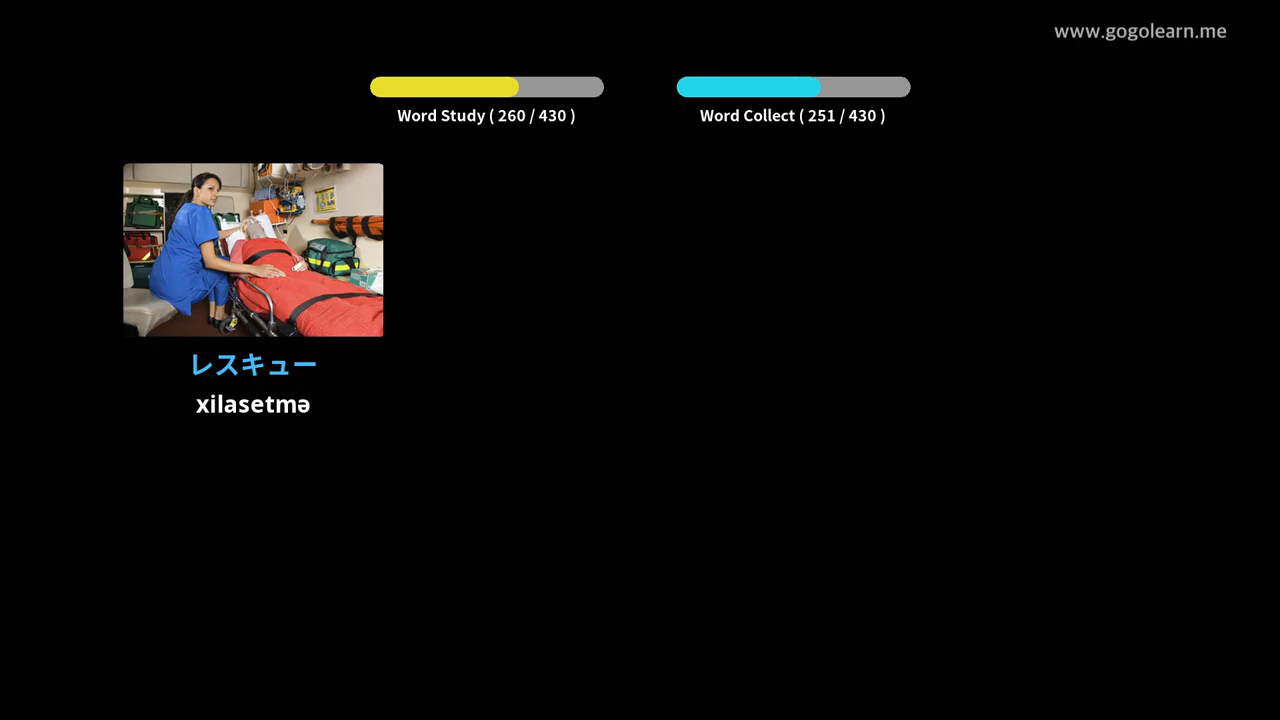 www.gogolearn.me
Word Study ( 260 / 430 )
Word Collect ( 251 / 430 )
レスキュー
xilasetmə